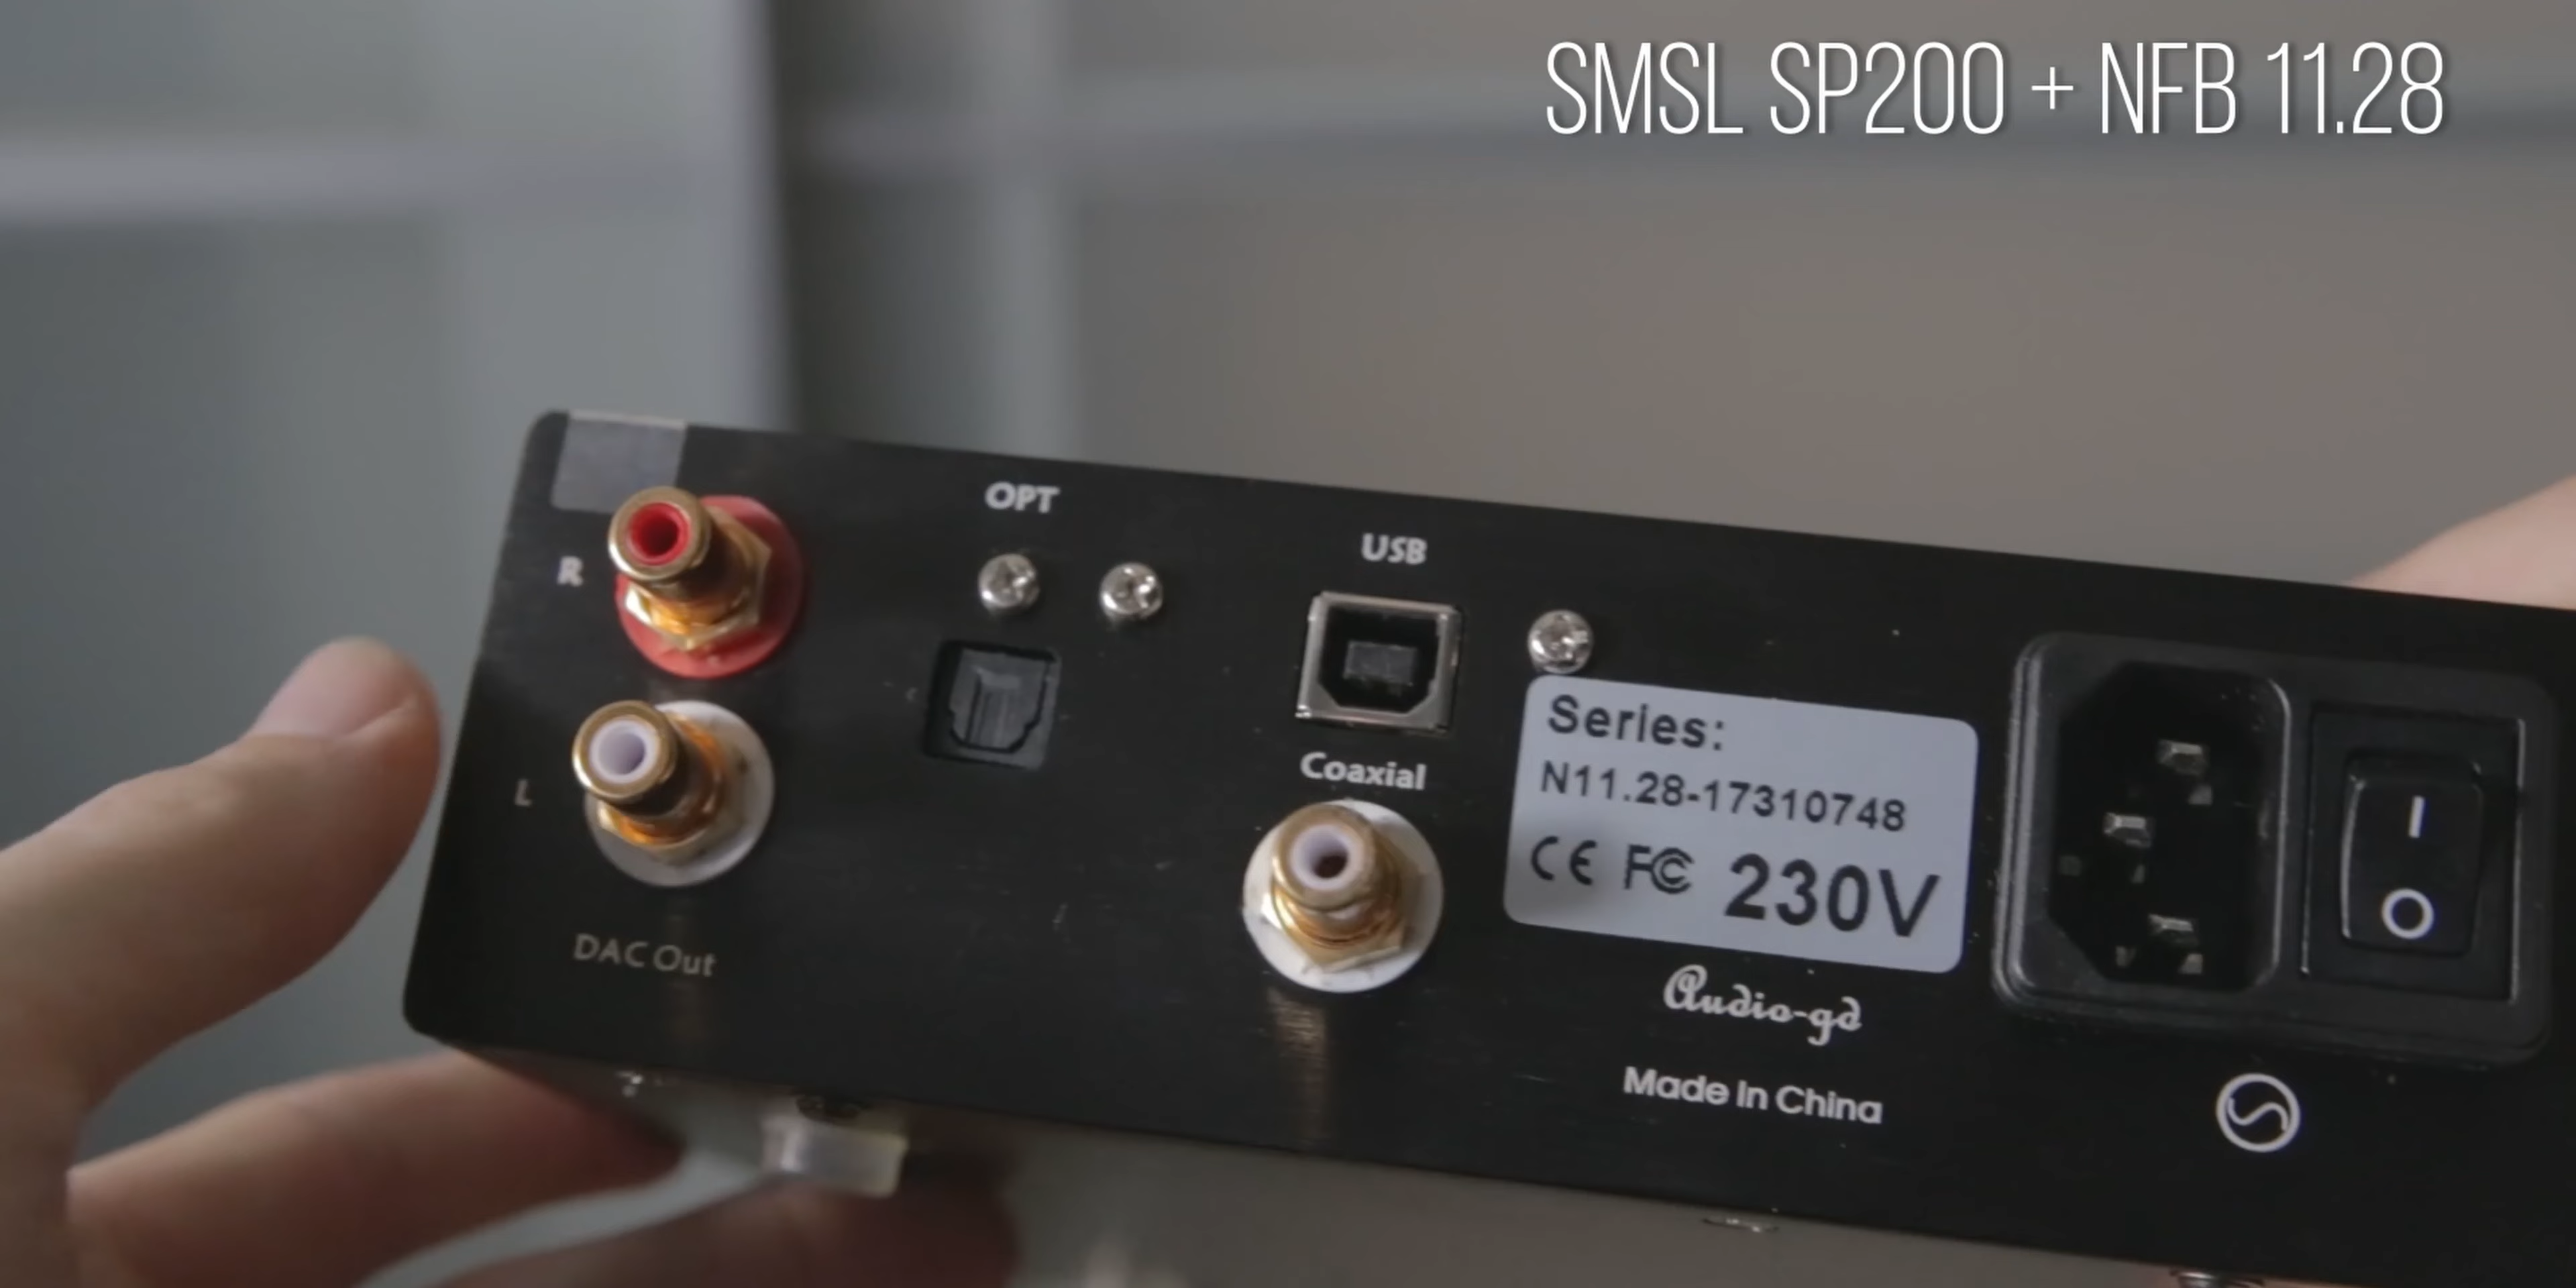 SMSL SP200 + NFB 11.28
OPT
USB
R
Series:
N11.28-17310748
Coaxial
L
CE FC 230V
DAC Out
Audio-gd
Made In China